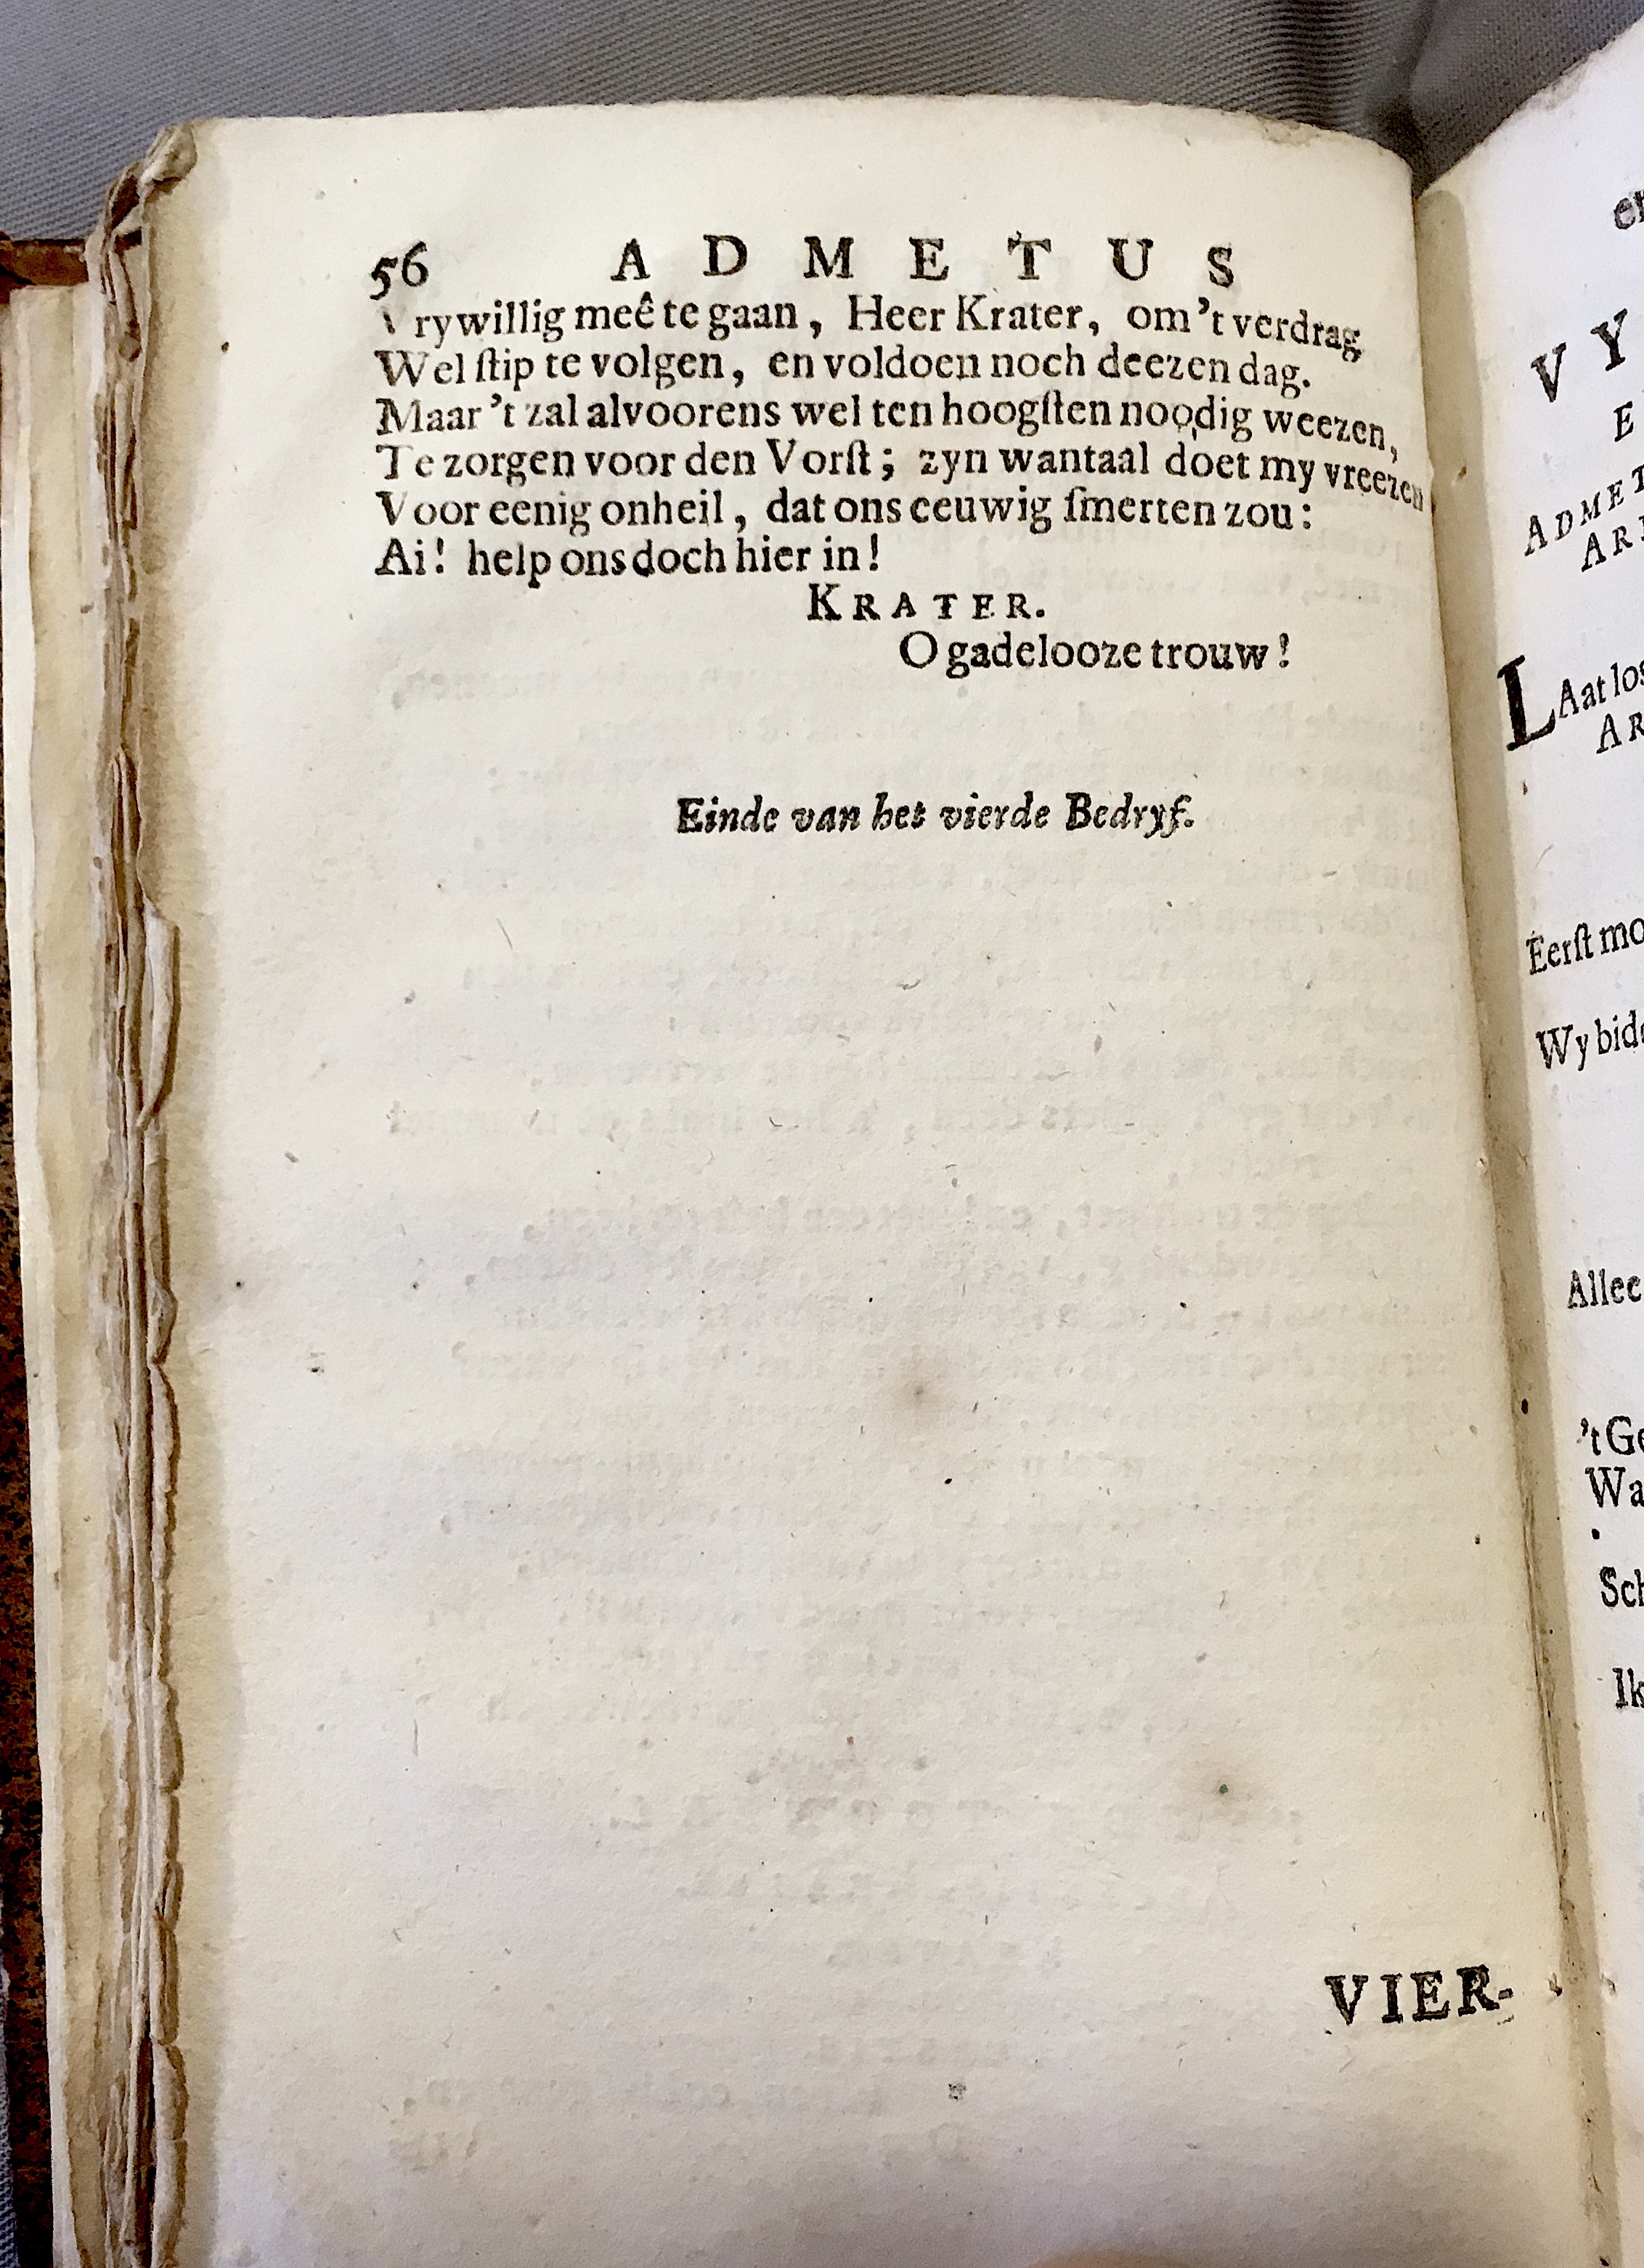 56 ADMETUS
Vrywillig meê te gaan, Heer Krater, om 't verdrag
Wel ſtip te volgen, en voldoen noch deezen dag.
Maar 't zal alvoorens wel ten hoogſten noodig weezen,
Te zorgen voor den Vorſt; zyn wantaal doet my vreezen
Voor eenig onheil, dat ons eeuwig ſmerten zou:
Ai! help ons doch hier in!
KRATER.
O gadelooze trouw!
Einde van het vierde Bedryf.
VIER-
VY
E
ADMET
AR
LAat los
AR
Eerſt mo
Wy bid
Allee
't Ge
Wa
Sch
Ik